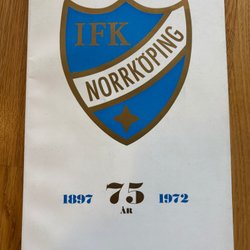 IFK
NORRKÖPING
1897 75 1972
ÅR